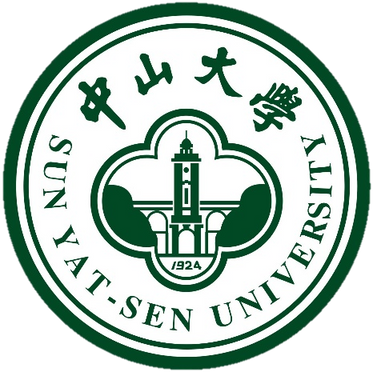 中山大學
1924
SUN YAT-SEN UNIVERSITY